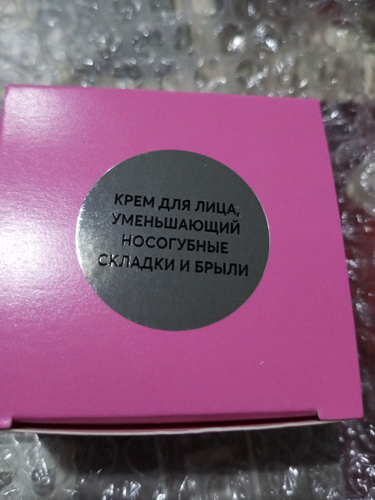 КРЕМ ДЛЯ ЛИЦА,
УМЕНЬШАЮЩИЙ
НОСОГУБНЫЕ
СКЛАДКИ И БРЫЛИ